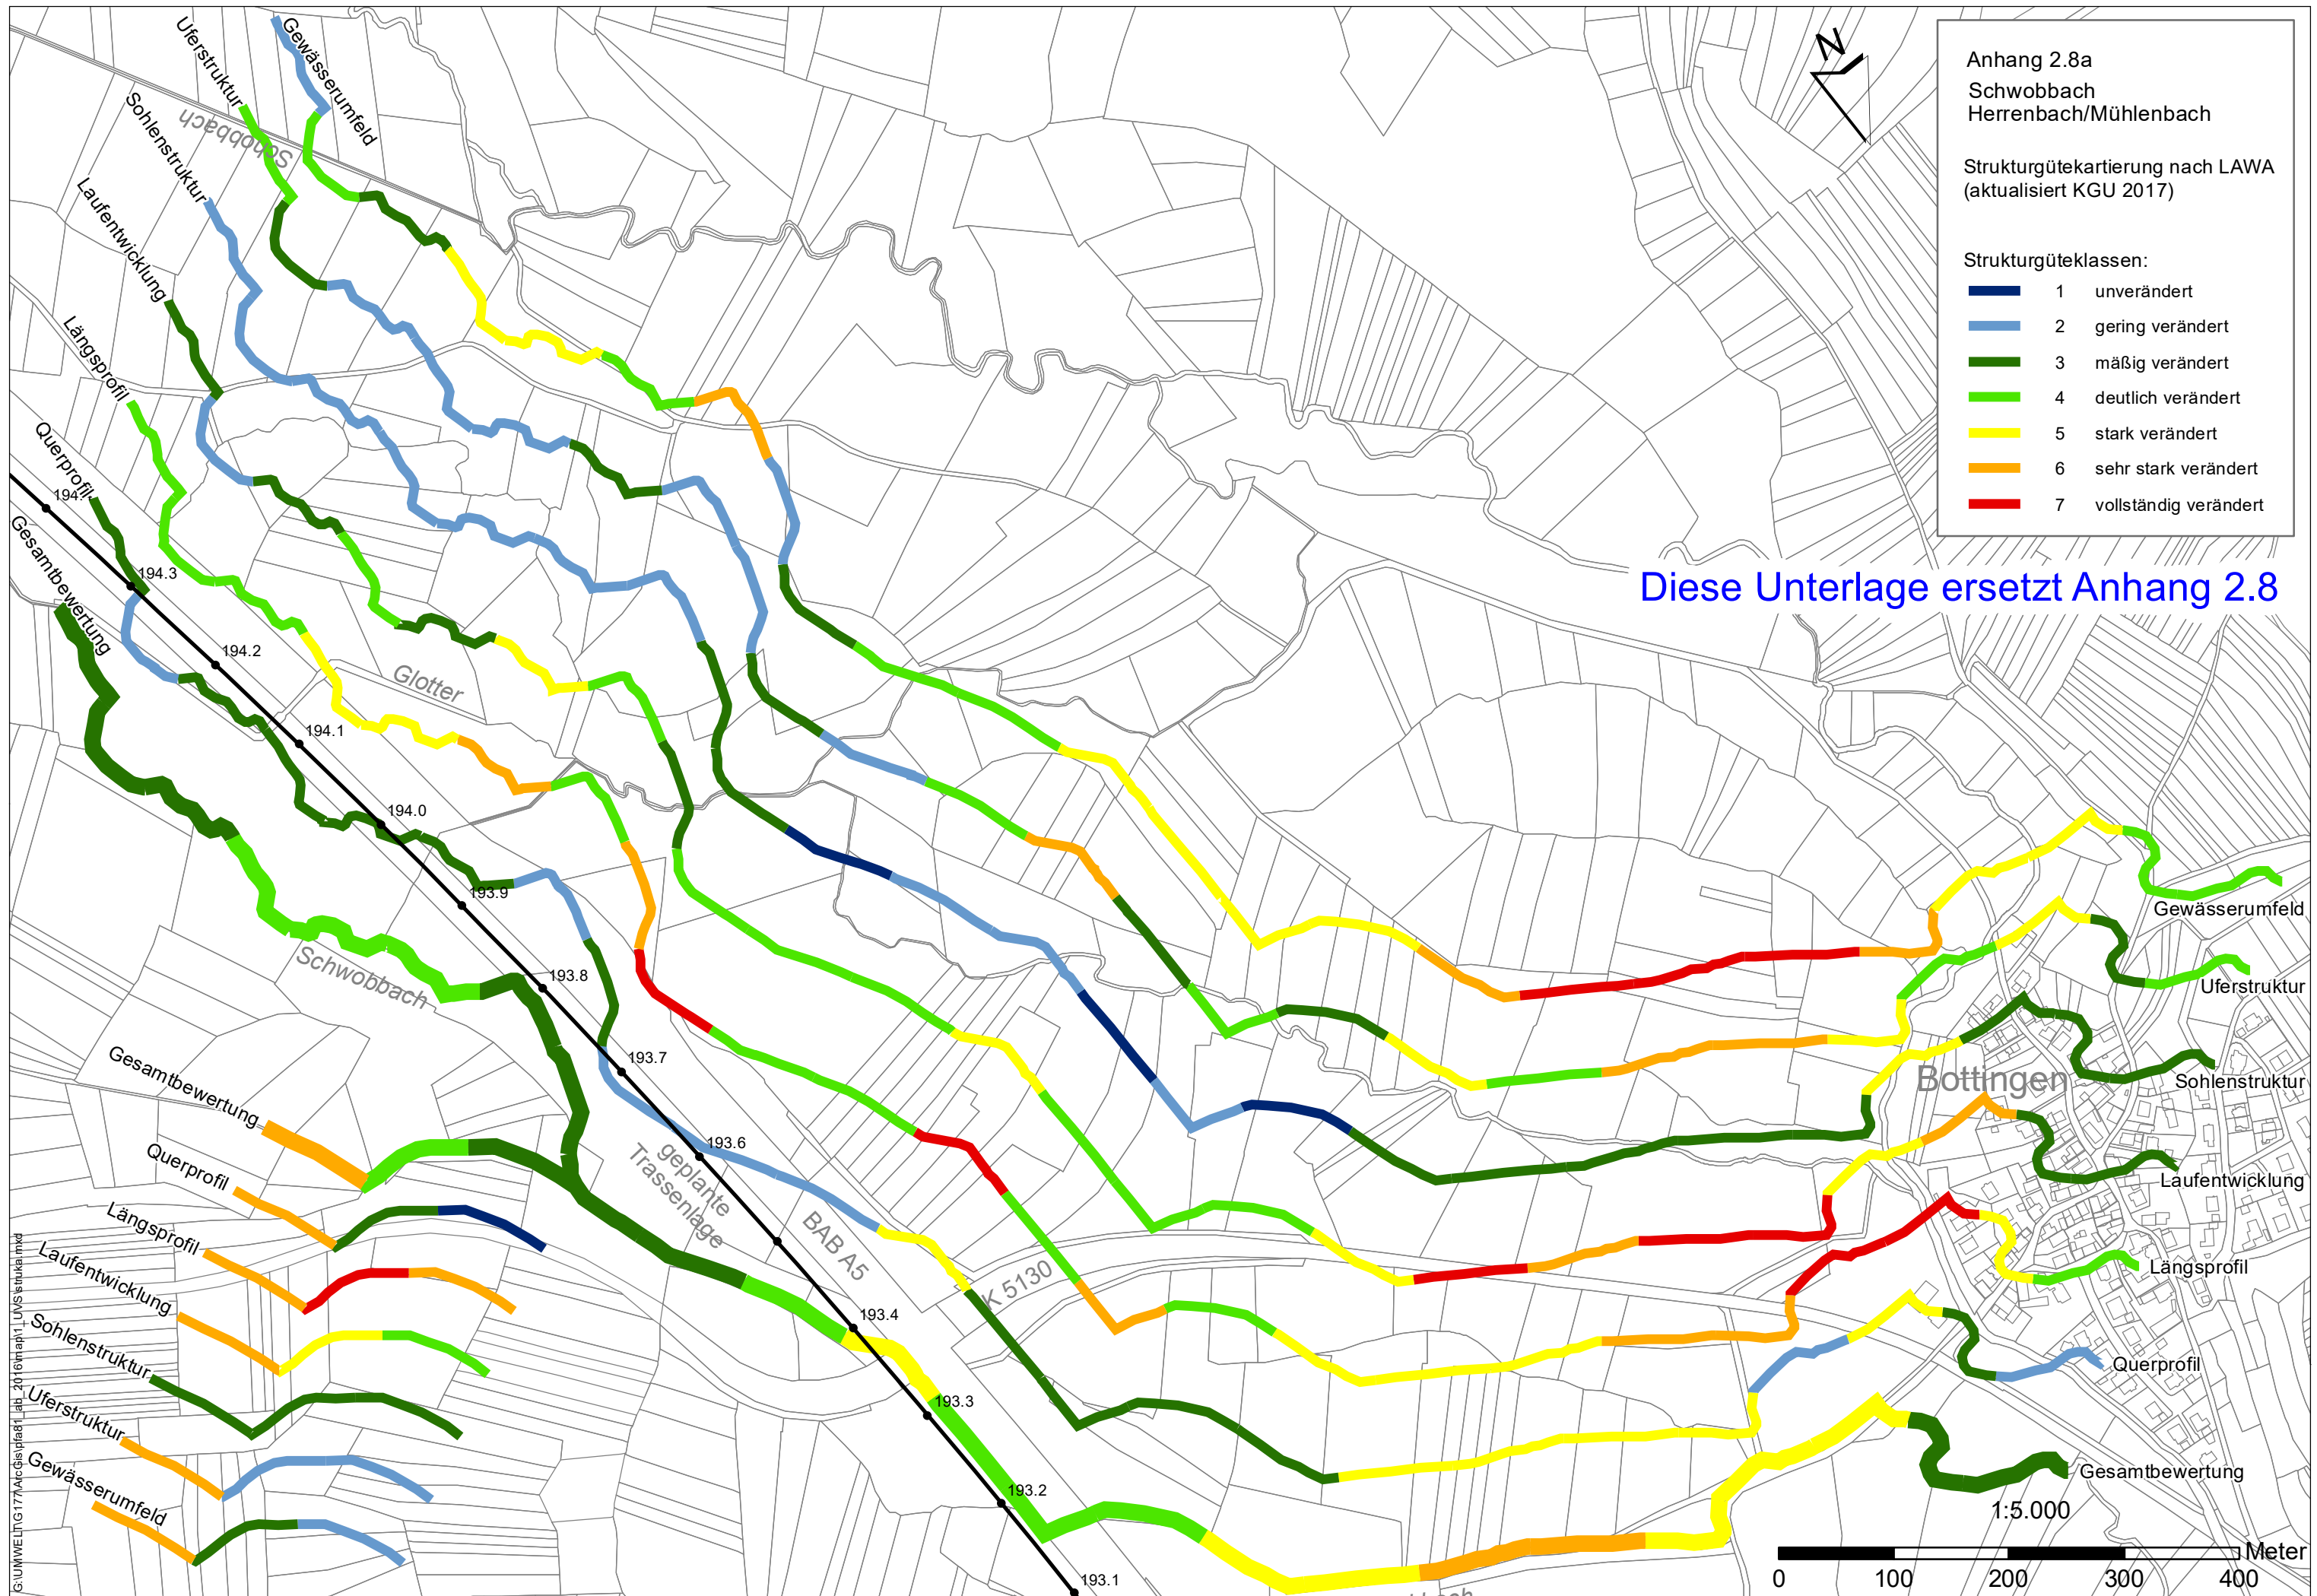 Anhang 2.8a
Schwobbach
Herrenbach/Mühlenbach
Strukturgütekartierung nach LAWA
(aktualisiert KGU 2017)
Strukturgüteklassen:
1 unverändert
2 gering verändert
3 mäßig verändert
4 deutlich verändert
5 stark verändert
6 sehr stark verändert
7 vollständig verändert
N
Diese Unterlage ersetzt Anhang 2.8
Gewässerumfeld
Uferstruktur
Schobbach
Sohlenstruktur
Laufentwicklung
Längsprofil
Querprofil
Gesamtbewertung
194.3
194.2
194.1
194.0
193.9
193.8
193.7
193.6
193.4
193.3
193.2
193.1
Glotter
Schwobbach
geplante
Trassenlage
BAB A5
K 5130
Bottingen
Gewässerumfeld
Uferstruktur
Sohlenstruktur
Laufentwicklung
Längsprofil
Querprofil
Gesamtbewertung
Gesamtbewertung
Querprofil
Längsprofil
Laufentwicklung
Sohlenstruktur
Uferstruktur
Gewässerumfeld
1:5.000
Meter
0 100 200 300 400